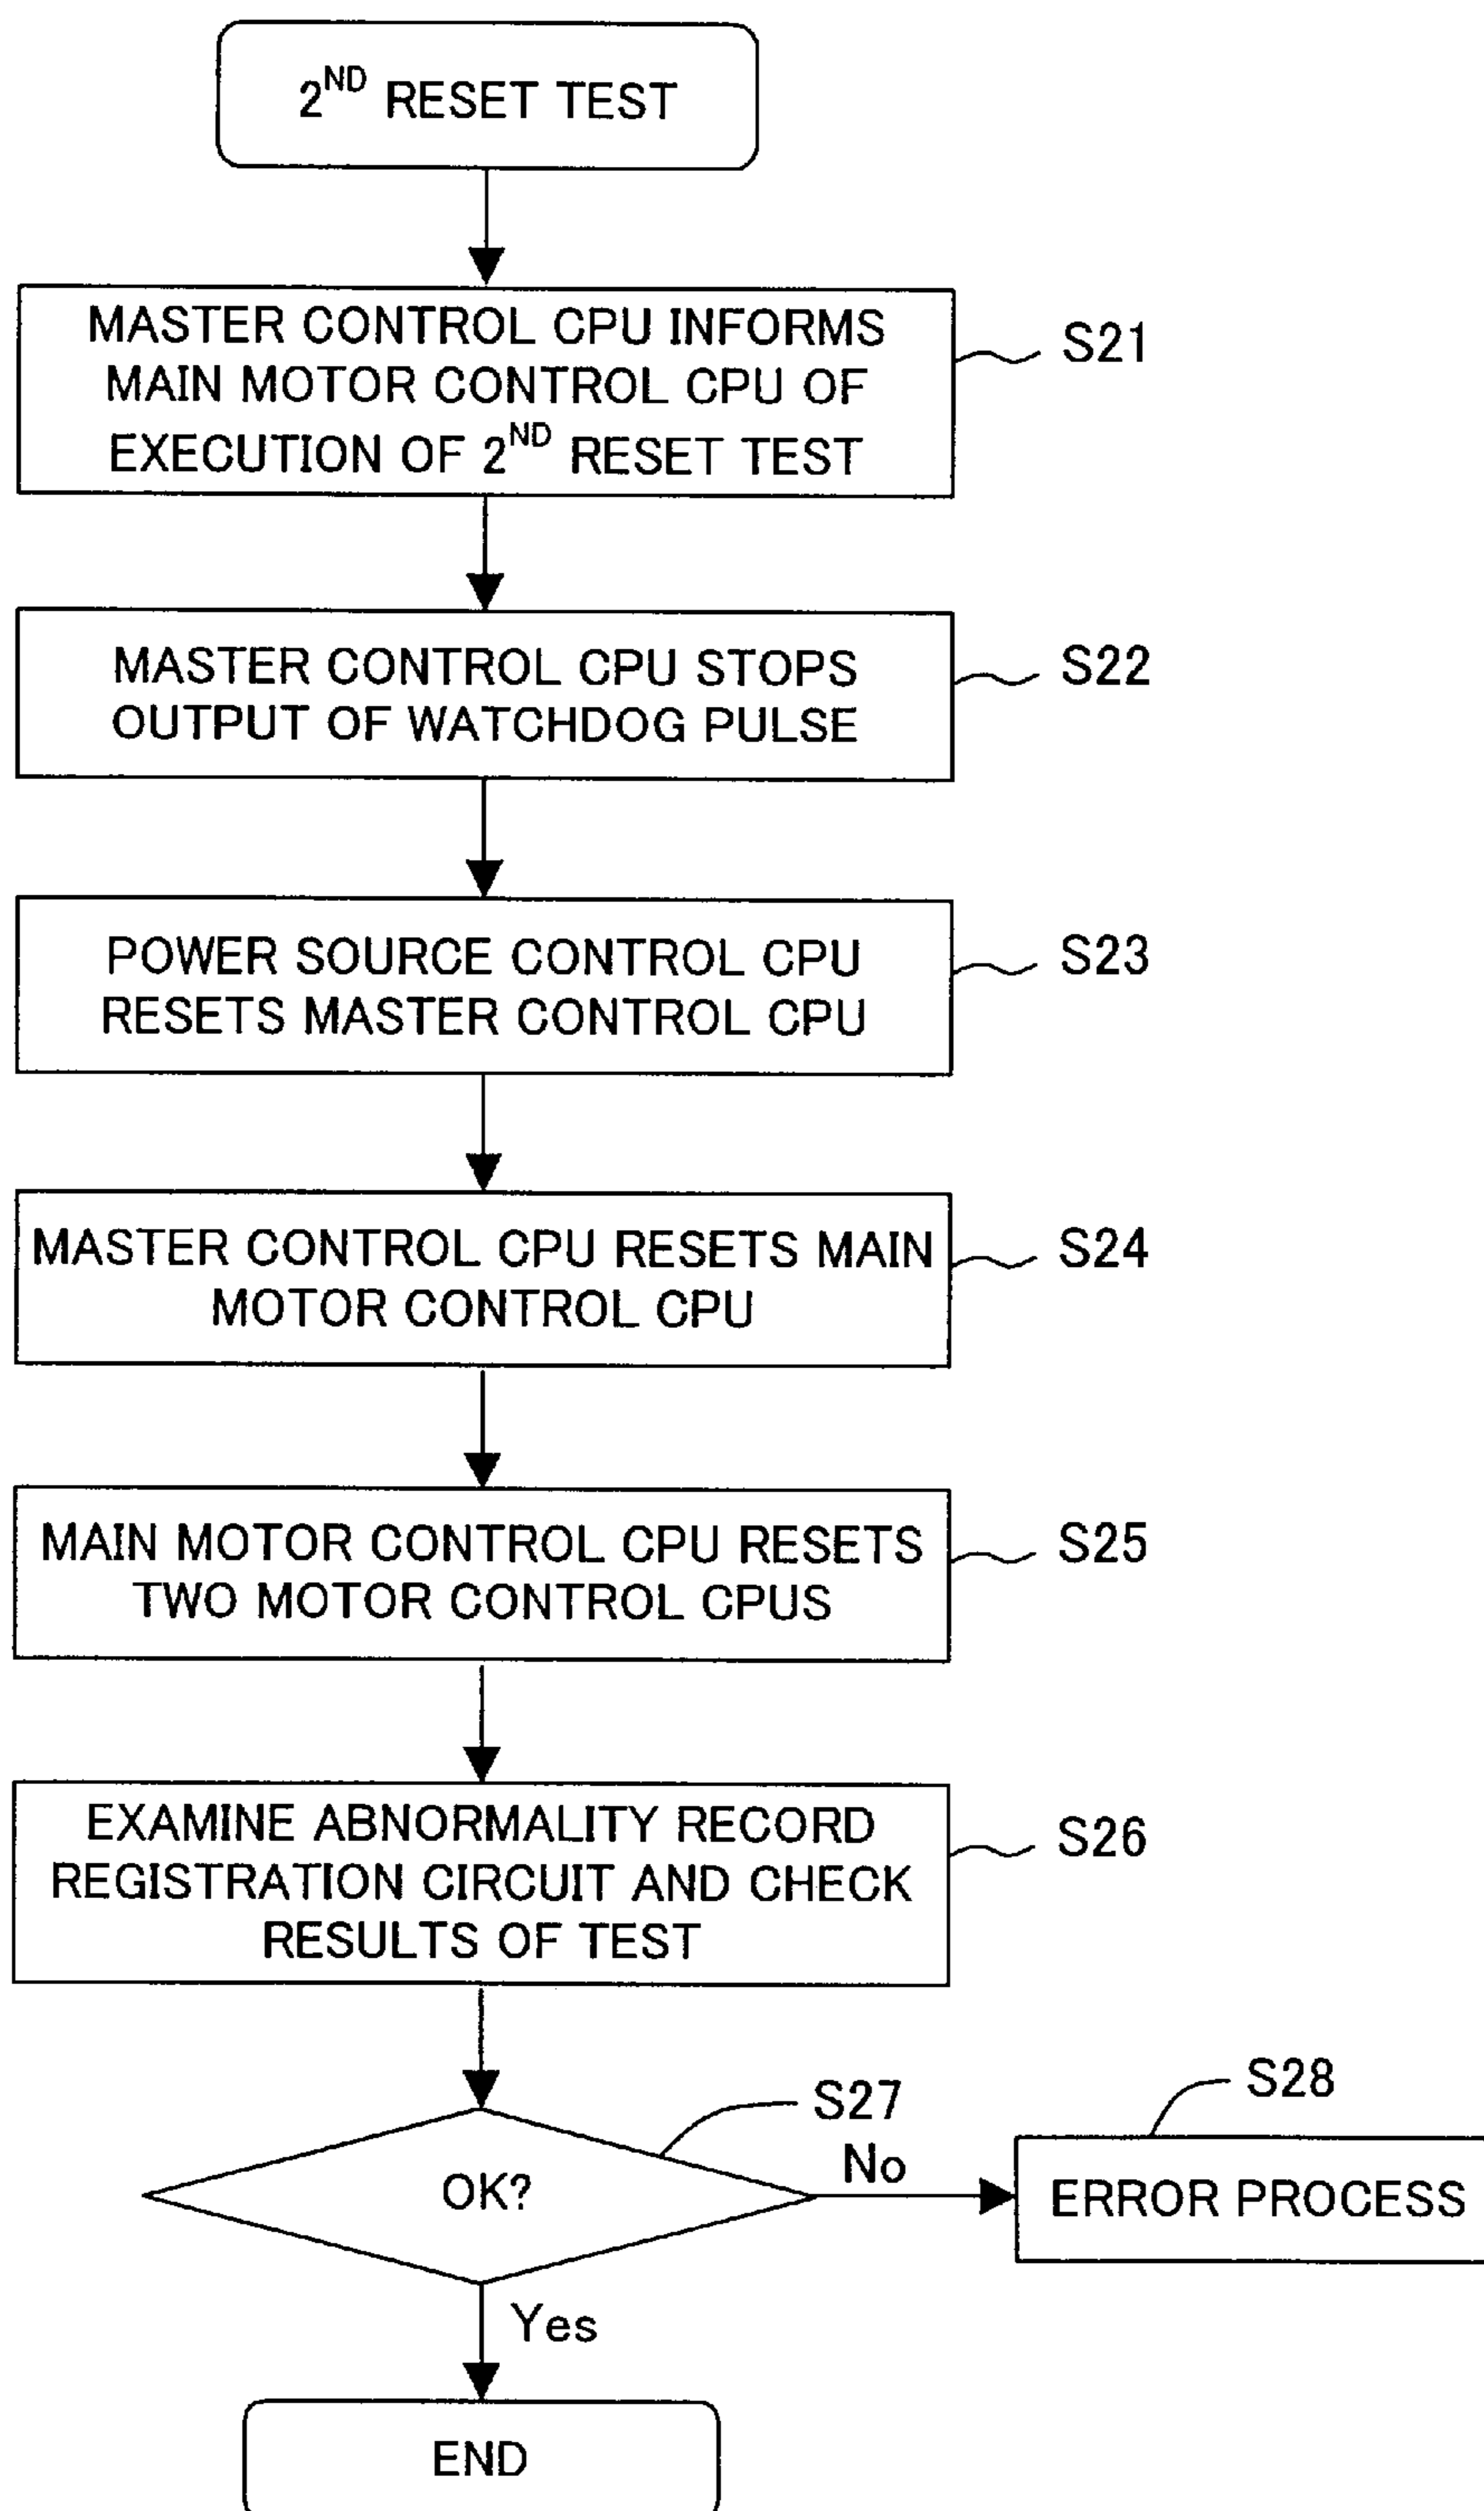 2ND RESET TEST
MASTER CONTROL CPU INFORMS
MAIN MOTOR CONTROL CPU OF
EXECUTION OF 2ND RESET TEST
S21
MASTER CONTROL CPU STOPS
OUTPUT OF WATCHDOG PULSE
S22
POWER SOURCE CONTROL CPU
RESETS MASTER CONTROL CPU
S23
MASTER CONTROL CPU RESETS MAIN
MOTOR CONTROL CPU
S24
MAIN MOTOR CONTROL CPU RESETS
TWO MOTOR CONTROL CPUS
S25
EXAMINE ABNORMALITY RECORD
REGISTRATION CIRCUIT AND CHECK
RESULTS OF TEST
S26
OK?
S27
No
S28
ERROR PROCESS
Yes
END